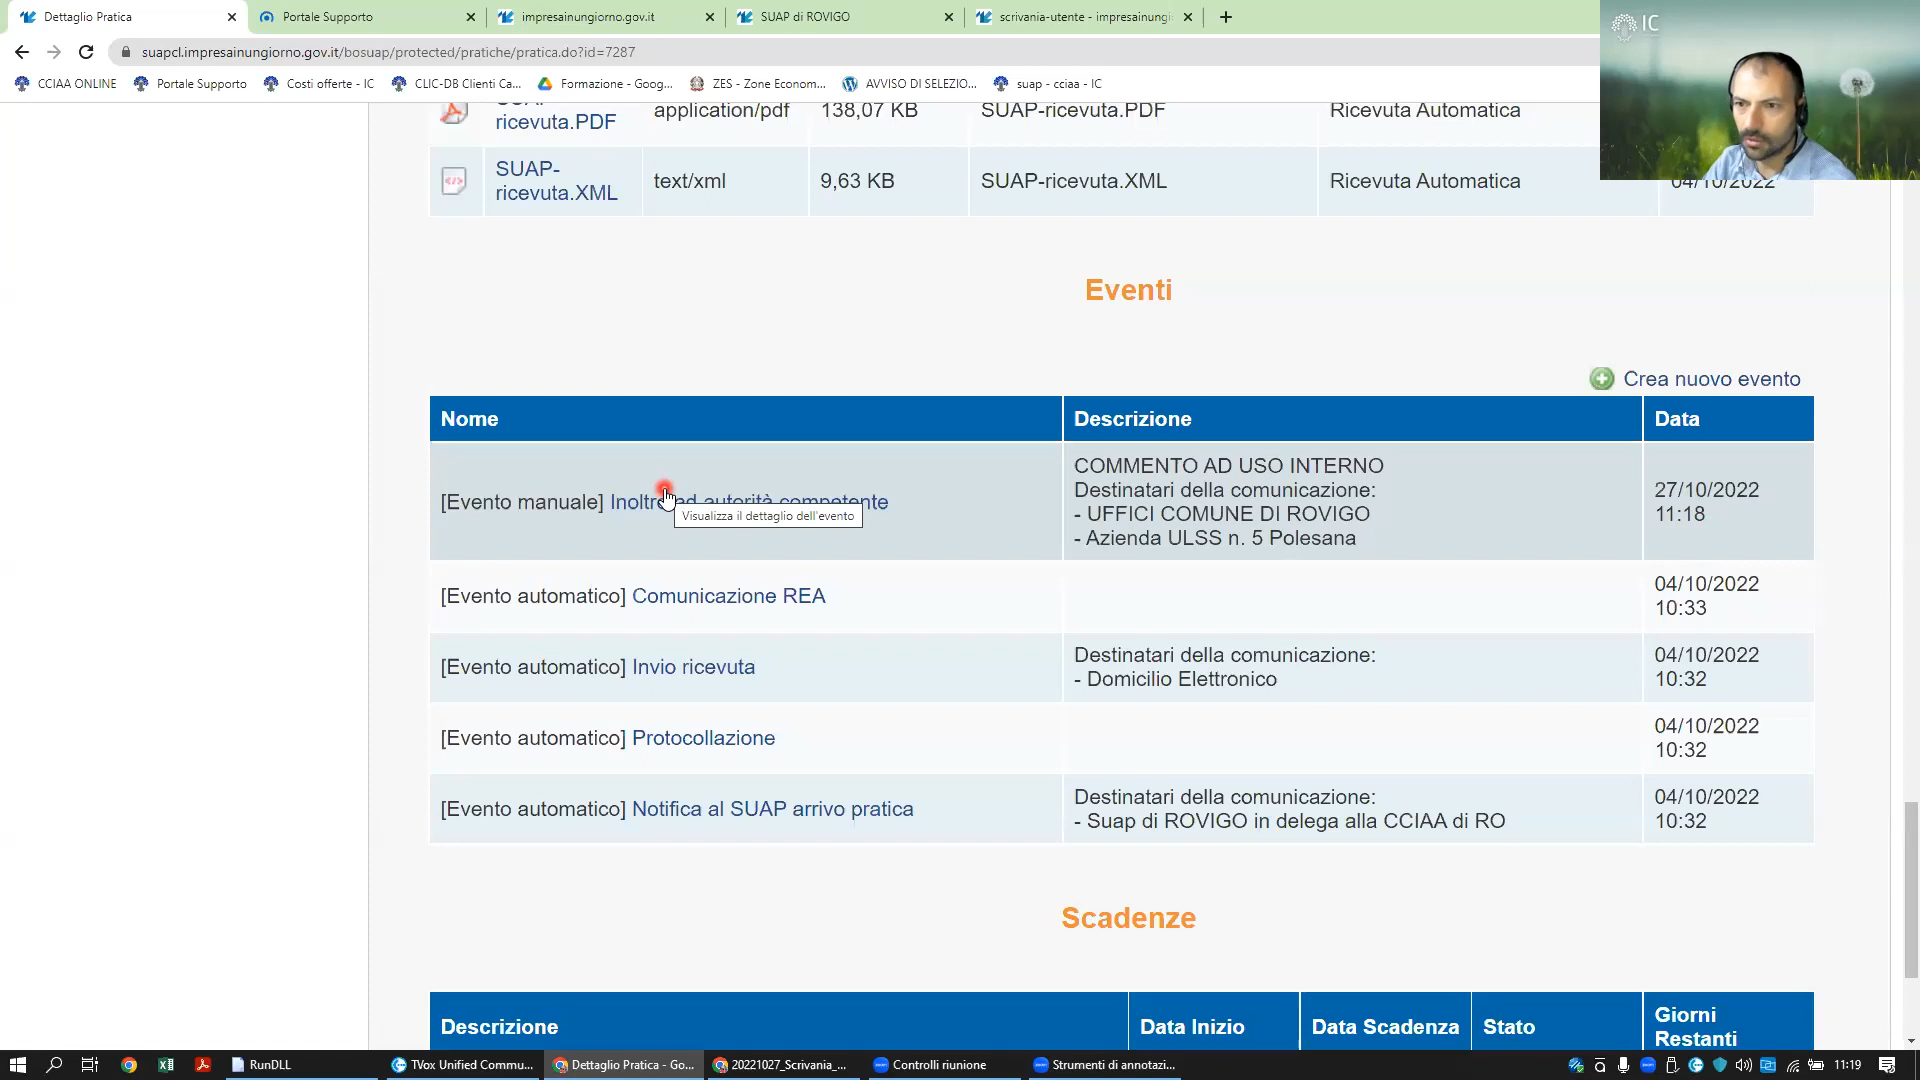 Dettaglio Pratica
Portale Supporto
impresainungiorno.gov.it
SUAP di ROVIGO
scrivania-utente - impresainungi
suapcl.impresainungiorno.gov.it/bosuap/protected/pratiche/pratica.do?id=7287
CCIAA ONLINE
Portale Supporto
Costi offerte - IC
CLIC-DB Clienti Ca...
Formazione - Goog...
ZES - Zone Econom...
AVVISO DI SELEZIO...
suap - cciaa - IC
IC
ricevuta.PDF
application/pdf
138,07 KB
SUAP-ricevuta.PDF
Ricevuta Automatica
SUAP-
ricevuta.XML
text/xml
9,63 KB
SUAP-ricevuta.XML
Ricevuta Automatica
04/10/2022
Eventi
Crea nuovo evento
Nome
Descrizione
Data
[Evento manuale] Inoltro ad autorità competente
Visualizza il dettaglio dell'evento
COMMENTO AD USO INTERNO
Destinatari della comunicazione:
- UFFICI COMUNE DI ROVIGO
- Azienda ULSS n. 5 Polesana
27/10/2022
11:18
[Evento automatico] Comunicazione REA
04/10/2022
10:33
[Evento automatico] Invio ricevuta
Destinatari della comunicazione:
- Domicilio Elettronico
04/10/2022
10:32
[Evento automatico] Protocollazione
04/10/2022
10:32
[Evento automatico] Notifica al SUAP arrivo pratica
Destinatari della comunicazione:
- Suap di ROVIGO in delega alla CCIAA di RO
04/10/2022
10:32
Scadenze
Descrizione
Data Inizio
Data Scadenza
Stato
Giorni
Restanti
RunDLL
TVox Unified Commu...
Dettaglio Pratica - Go...
20221027_Scrivania_...
Controlli riunione
Strumenti di annotazi...
11:19